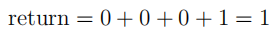 return = 0 + 0 + 0 + 1 = 1